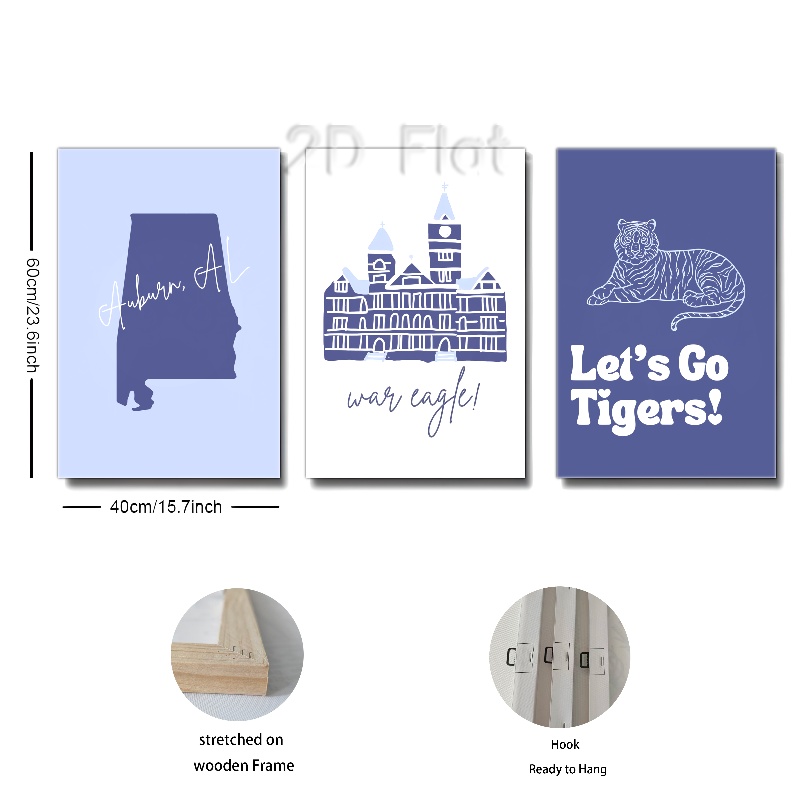 2D Flat
60cm/23.6inch
Auburn, AL
war eagle!
Let's Go
Tigers!
40cm/15.7inch
stretched on
wooden Frame
Hook
Ready to Hang